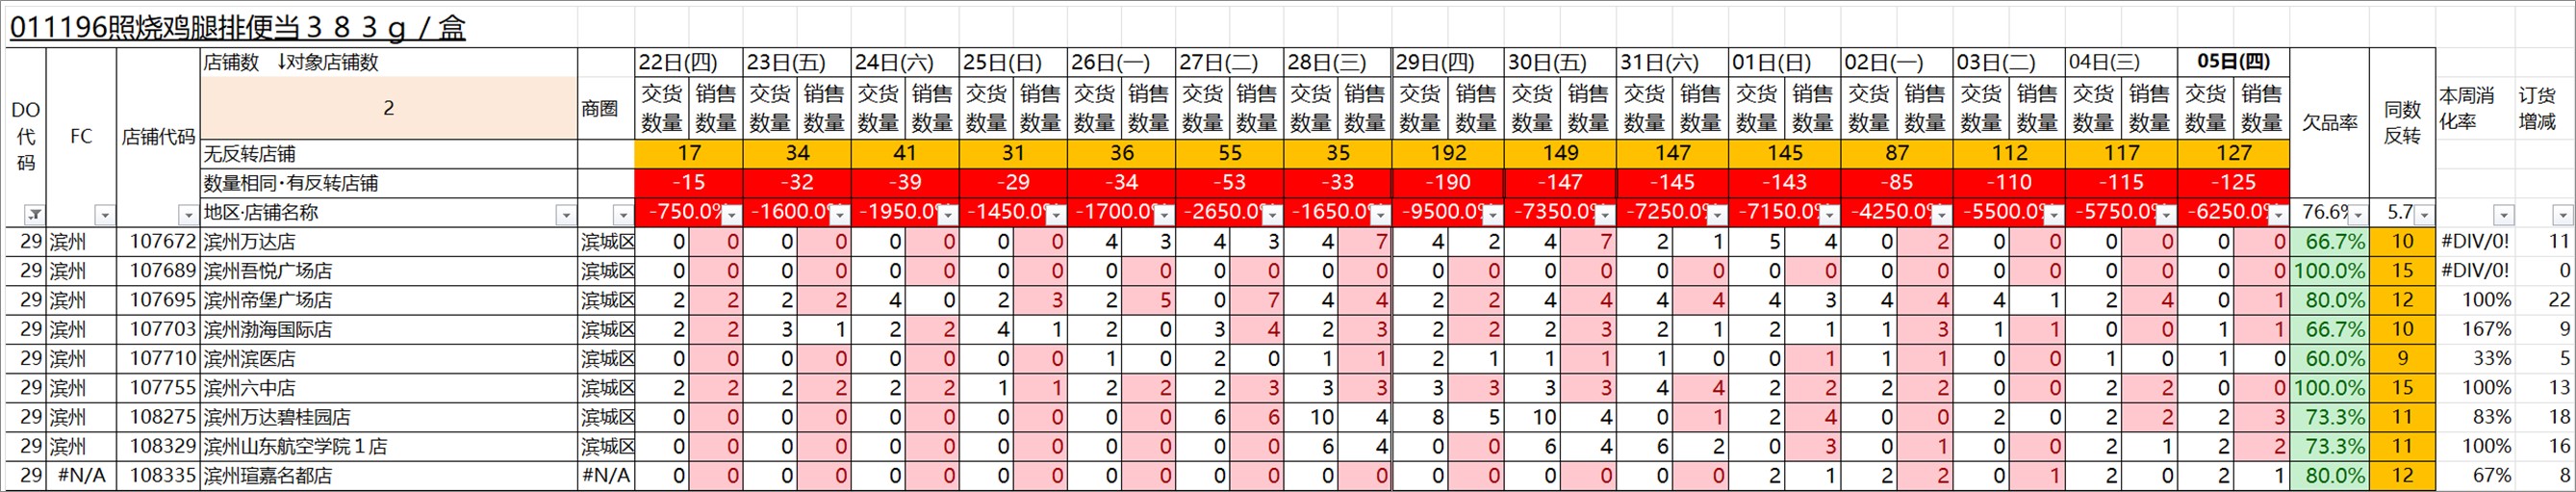 011196照烧鸡腿排便当３８３ｇ／盒
DO代码 FC 店铺代码 店铺数 ↓对象店铺数 商圈 22日(四) 23日(五) 24日(六) 25日(日) 26日(一) 27日(二) 28日(三) 29日(四) 30日(五) 31日(六) 01日(日) 02日(一) 03日(二) 04日(三) 05日(四) 欠品率 同数反转 本周消化率 订货增减
2 交货数量 销售数量 交货数量 销售数量 交货数量 销售数量 交货数量 销售数量 交货数量 销售数量 交货数量 销售数量 交货数量 销售数量 交货数量 销售数量 交货数量 销售数量 交货数量 销售数量 交货数量 销售数量 交货数量 销售数量 交货数量 销售数量 交货数量 销售数量 交货数量 销售数量
无反转店铺 17 34 41 31 36 55 35 192 149 147 145 87 112 117 127
数量相同·有反转店铺 -15 -32 -39 -29 -34 -53 -33 -190 -147 -145 -143 -85 -110 -115 -125
地区·店铺名称 -750.0% -1600.0% -1950.0% -1450.0% -1700.0% -2650.0% -1650.0% -9500.0% -7350.0% -7250.0% -7150.0% -4250.0% -5500.0% -5750.0% -6250.0% 76.6% 5.7
29 滨州 107672 滨州万达店 滨城区 0 0 0 0 0 0 0 0 4 3 4 3 4 7 4 2 4 7 2 1 5 4 0 2 0 0 0 0 0 0 66.7% 10 #DIV/0! 11
29 滨州 107689 滨州吾悦广场店 滨城区 0 0 0 0 0 0 0 0 0 0 0 0 0 0 0 0 0 0 0 0 0 0 0 0 0 0 0 0 0 0 100.0% 15 #DIV/0! 0
29 滨州 107695 滨州帝堡广场店 滨城区 2 2 2 2 4 0 2 3 2 5 0 7 4 4 2 2 4 4 4 4 4 3 4 4 4 1 2 4 0 1 80.0% 12 100% 22
29 滨州 107703 滨州渤海国际店 滨城区 2 2 3 1 2 2 4 1 2 0 3 4 2 3 2 2 2 3 2 1 2 1 1 3 1 1 0 0 1 1 66.7% 10 167% 9
29 滨州 107710 滨州滨医店 滨城区 0 0 0 0 0 0 0 0 1 0 2 0 1 1 2 1 1 1 1 0 0 1 1 1 0 0 1 0 1 0 60.0% 9 33% 5
29 滨州 107755 滨州六中店 滨城区 2 2 2 2 2 2 1 1 2 2 2 3 3 3 3 3 3 3 4 4 2 2 2 2 0 0 2 2 0 0 100.0% 15 100% 13
29 滨州 108275 滨州万达碧桂园店 滨城区 0 0 0 0 0 0 0 0 0 0 6 6 10 4 8 5 10 4 0 1 2 4 0 0 2 0 2 2 2 3 73.3% 11 83% 18
29 滨州 108329 滨州山东航空学院１店 滨城区 0 0 0 0 0 0 0 0 0 0 0 0 6 4 0 0 6 4 6 2 0 3 0 1 0 0 2 1 2 2 73.3% 11 100% 16
29 #N/A 108335 滨州瑄嘉名都店 #N/A 0 0 0 0 0 0 0 0 0 0 0 0 0 0 0 0 0 0 0 0 2 1 2 2 0 1 2 0 2 1 80.0% 12 67% 8